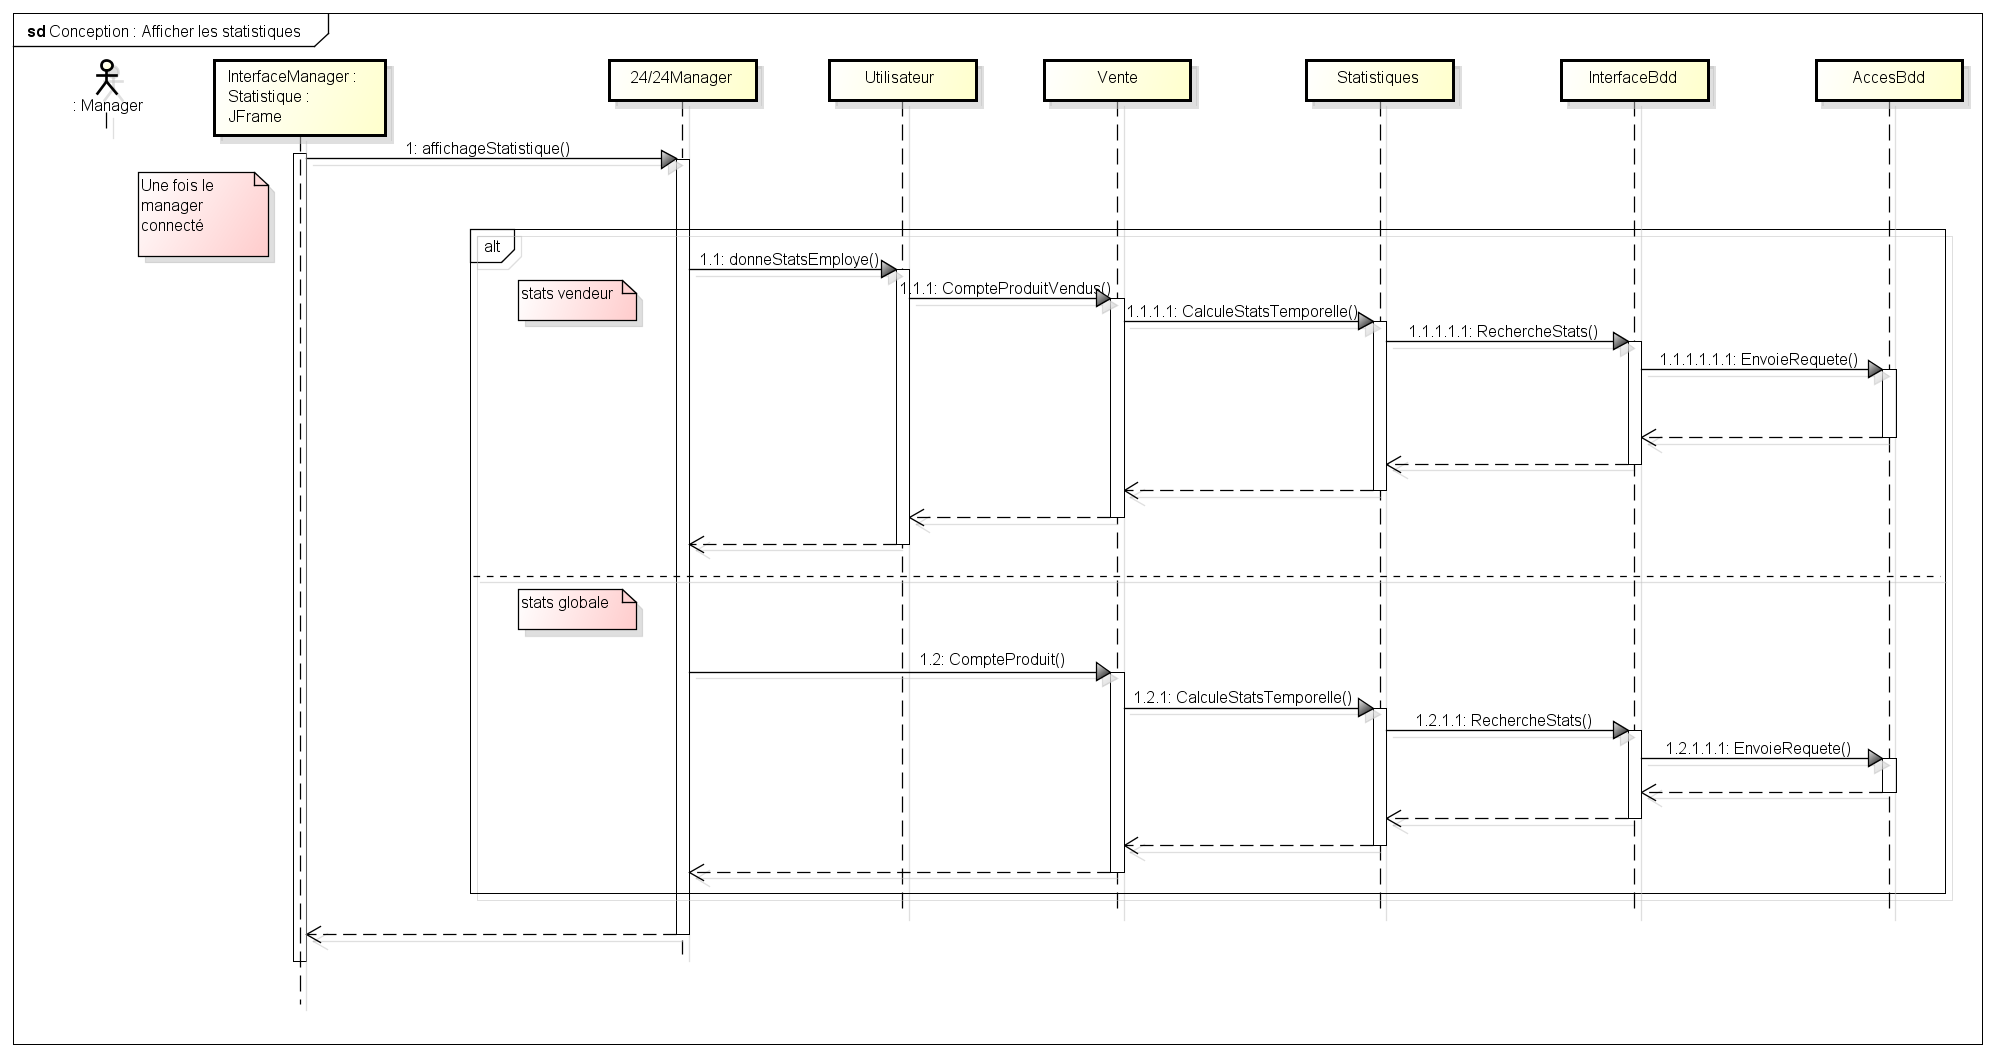 sd Conception : Afficher les statistiques
: Manager
InterfaceManager :
Statistique :
JFrame
24/24Manager
Utilisateur
Vente
Statistiques
InterfaceBdd
AccesBdd
1: affichageStatistique()
Une fois le
manager
connecté
alt
1.1: donneStatsEmploye()
stats vendeur
1.1.1: CompteProduitVendus()
1.1.1.1: CalculeStatsTemporelle()
1.1.1.1.1: RechercheStats()
1.1.1.1.1.1: EnvoieRequete()
stats globale
1.2: CompteProduit()
1.2.1: CalculeStatsTemporelle()
1.2.1.1: RechercheStats()
1.2.1.1.1: EnvoieRequete()